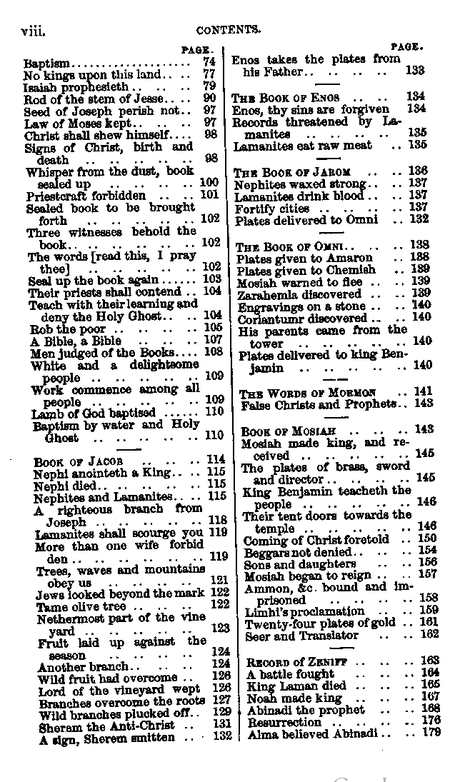 viii.
CONTENTS.
PAGE.
Baptism.................. 74
No kings upon this land.. .. 77
Isaiah prophesieth .. .. .. 79
Rod of the stem of Jesse.. .. 90
Seed of Joseph perish not.. 97
Law of Moses kept.. .. .. 97
Christ shall shew himself.... 98
Signs of Christ, birth and
death .. .. .. .. .. .. 98
Whisper from the dust, book
sealed up .. .. .. .. .. 100
Priestcraft forbidden .. .. 101
Sealed book to be brought
forth .. .. .. .. .. .. 102
Three witnesses behold the
book.. .. .. .. .. .. .. 102
The words [read this, I pray
thee] .. .. .. .. .. .. 102
Seal up the book again ...... 103
Their priests shall contend .. 104
Teach with their learning and
deny the Holy Ghost.. .. 104
Rob the poor .. .. .. .. .. 105
A Bible, a Bible .. .. .. .. 107
Men judged of the Books.... 108
White and a delightsome
people .. .. .. .. .. .. 109
Work commence among all
people .. .. .. .. .. .. 109
Lamb of God baptised ...... 110
Baptism by water and Holy
Ghost .. .. .. .. .. .. 110
BOOK OF JACOB .. .. .. .. 114
Nephi anointeth a King.. .. 115
Nephi died.. .. .. .. .. .. 115
Nephites and Lamanites.. .. 115
A righteous branch from
Joseph .. .. .. .. .. .. 118
Lamanites shall scourge you 119
More than one wife forbid
den .. .. .. .. .. .. .. 119
Trees, waves and mountains
obey us .. .. .. .. .. 121
Jews looked beyond the mark 122
Tame olive tree .. .. .. .. 122
Nethermost part of the vine
yard .. .. .. .. .. .. 123
Fruit laid up against the
season .. .. .. .. .. .. 124
Another branch.. .. .. .. 124
Wild fruit had overcome .. 126
Lord of the vineyard wept 126
Branches overcome the roots 127
Wild branches plucked off.. 129
Sherem the Anti-Christ .. 131
A sign, Sherem smitten .. .. 132
PAGE.
Enos takes the plates from
his Father.. .. .. .. .. 133
THE BOOK OF ENOS .. .. .. 134
Enos, thy sins are forgiven 134
Records threatened by La-
manites .. .. .. .. .. 135
Lamanites eat raw meat .. 135
THE BOOK OF JAROM .. .. 136
Nephites waxed strong.. .. 137
Lamanites drink blood.. .. 137
Fortify cities .. .. .. .. .. 137
Plates delivered to Omni .. 132
THE BOOK OF OMNI.. .. .. 138
Plates given to Amaron .. 188
Plates given to Chemish .. 189
Mosiah warned to flee .. .. 139
Zarahemla discovered .. .. 139
Engravings on a stone .. .. 140
Coriantumr discovered .. .. 140
His parents came from the
tower .. .. .. .. .. .. 140
Plates delivered to king Ben-
jamin .. .. .. .. .. .. 140
THE WORDS OF MORMON .. 141
False Christs and Prophets.. 143
BOOK OF MOSIAH .. .. .. 143
Mosiah made king, and re-
ceived .. .. .. .. .. .. 145
The plates of brass, sword
and director.. .. .. .. .. 145
King Benjamin teacheth the
people .. .. .. .. .. .. 146
Their tent doors towards the
temple .. .. .. .. .. .. 146
Coming of Christ foretold .. 150
Beggars not denied.. .. .. 154
Sons and daughters .. .. 156
Mosiah began to reign .. .. 157
Ammon, &c. bound and im-
prisoned .. .. .. .. .. 158
Limhi's proclamation .. .. 159
Twenty-four plates of gold .. 161
Seer and Translator .. .. 162
RECORD OF ZENIFF .. .. .. 163
A battle fought .. .. .. 164
King Laman died .. .. .. 165
Noah made king .. .. .. 167
Abinadi the prophet .. .. 168
Resurrection .. .. .. .. .. 176
Alma believed Abinadi .. .. 179